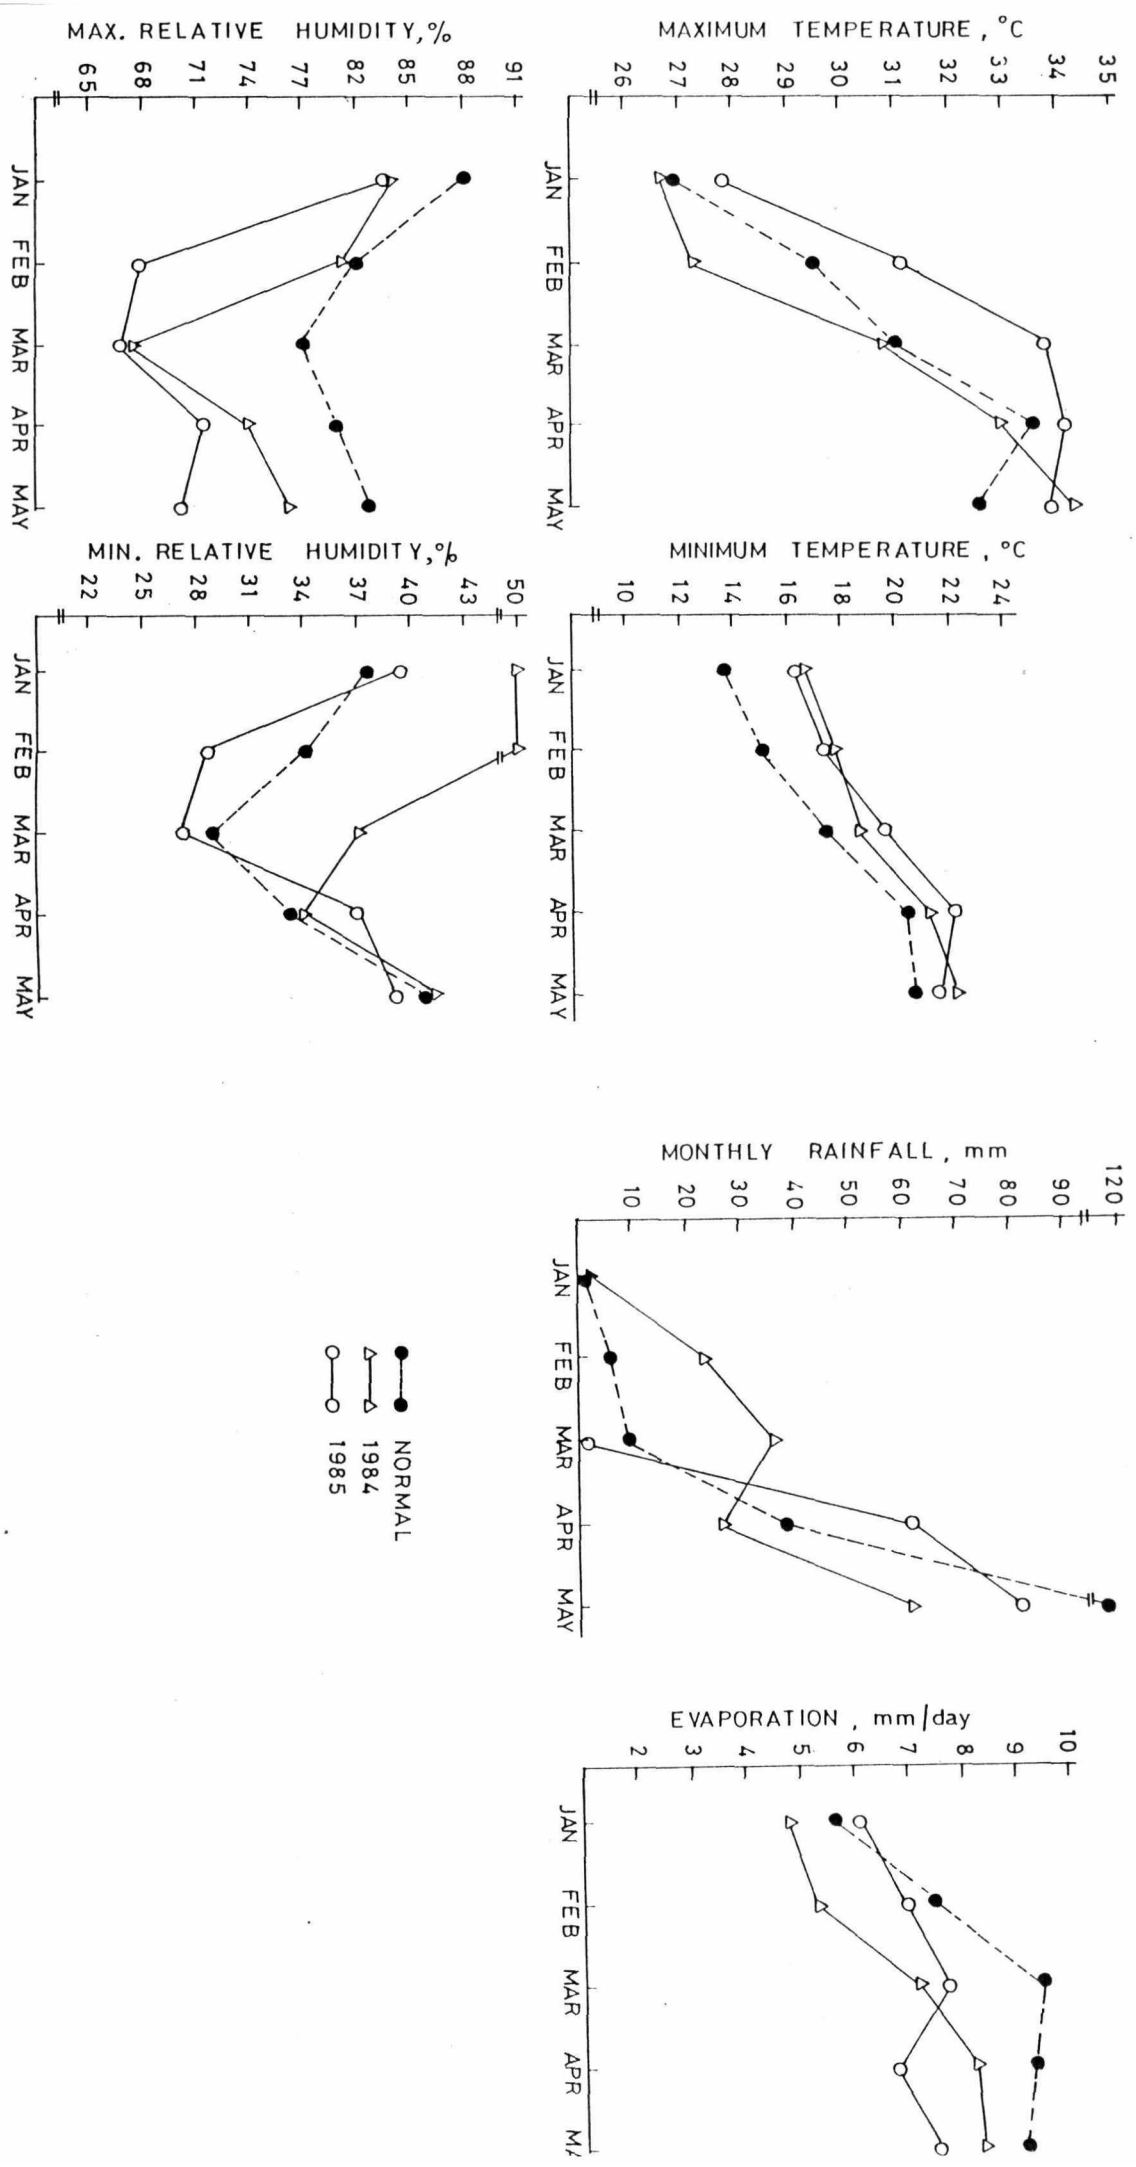 MAXIMUM TEMPERATURE, °C
26 27 28 29 30 31 32 33 34 35
JAN FEB MAR APR MAY
MINIMUM TEMPERATURE, °C
10 12 14 16 18 20 22 24
JAN FEB MAR APR MAY
MONTHLY RAINFALL, mm
10 20 30 40 50 60 70 80 90 120
JAN FEB MAR APR MAY
EVAPORATION, mm/day
2 3 4 5 6 7 8 9 10
JAN FEB MAR APR
MAX. RELATIVE HUMIDITY,%
65 68 71 74 77 82 85 88 91
JAN FEB MAR APR MAY
MIN. RELATIVE HUMIDITY,%
22 25 28 31 34 37 40 43 50
JAN FEB MAR APR MAY
NORMAL
1984
1985